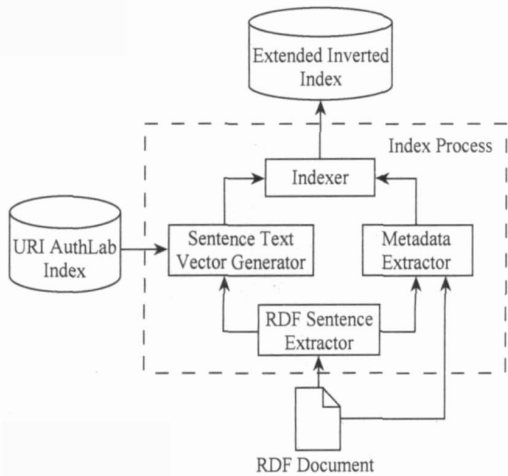 Extended Inverted
Index
Index Process
Indexer
URI AuthLab
Index
Sentence Text
Vector Generator
Metadata
Extractor
RDF Sentence
Extractor
RDF Document